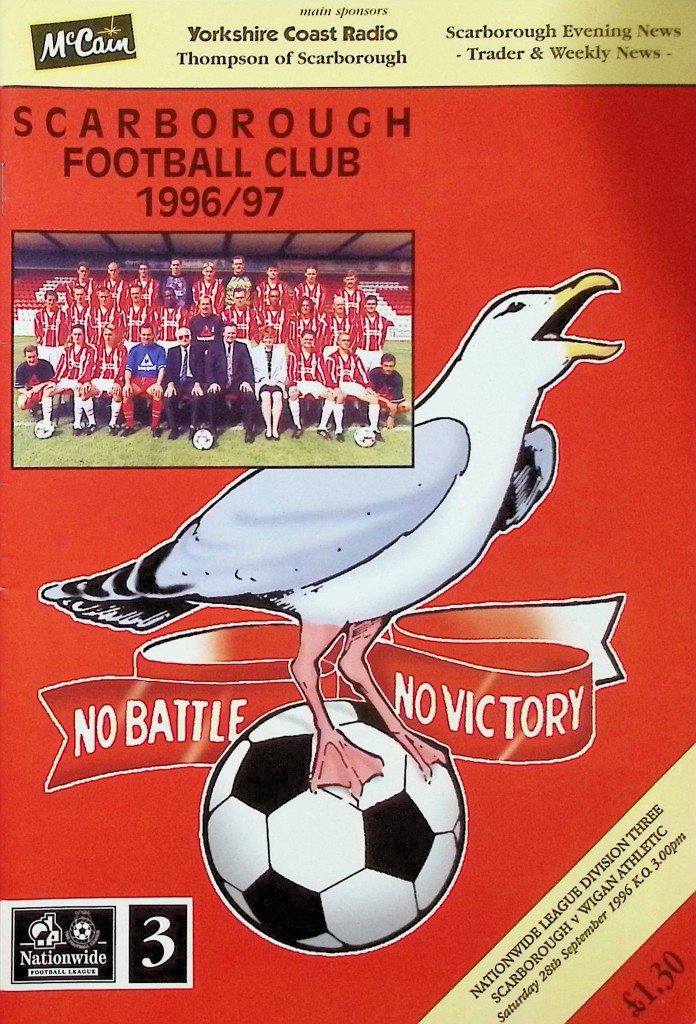 McCain
main sponsors
Yorkshire Coast Radio
Thompson of Scarborough
Scarborough Evening News
- Trader & Weekly News -
SCARBOROUGH
FOOTBALL CLUB
1996/97
NO BATTLE
NO VICTORY
NATIONWIDE LEAGUE DIVISION THREE
SCARBOROUGH v WIGAN ATHLETIC
Saturday 28th September 1996 K.O. 3.00pm
£1.30
Nationwide
FOOTBALL LEAGUE
3